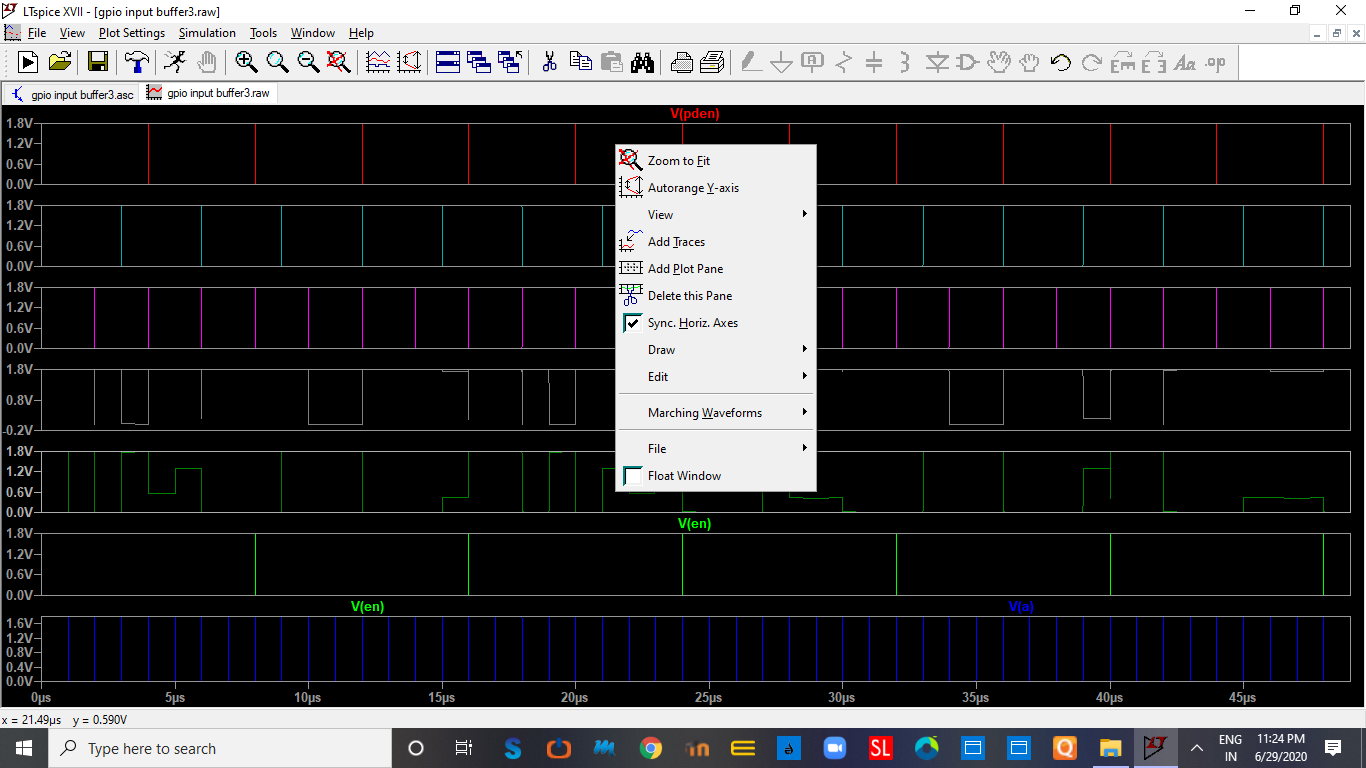 LTspice XVII - [gpio input buffer3.raw]
File View Plot Settings Simulation Tools Window Help
gpio input buffer3.asc gpio input buffer3.raw
V(pden)
1.8V
1.2V
0.6V
0.0V
1.8V
1.2V
0.6V
0.0V
1.8V
1.2V
0.6V
0.0V
1.8V
0.8V
-0.2V
1.8V
1.2V
0.6V
0.0V
V(en)
1.8V
1.2V
0.6V
0.0V
V(en) V(a)
1.6V
1.2V
0.8V
0.4V
0.0V
0µs 5µs 10µs 15µs 20µs 25µs 30µs 35µs 40µs 45µs
Zoom to Fit
Autorange Y-axis
View
Add Traces
Add Plot Pane
Delete this Pane
Sync. Horiz. Axes
Draw
Edit
Marching Waveforms
File
Float Window
x = 21.49µs y = 0.590V
Type here to search
SL
ENG
IN
11:24 PM
6/29/2020